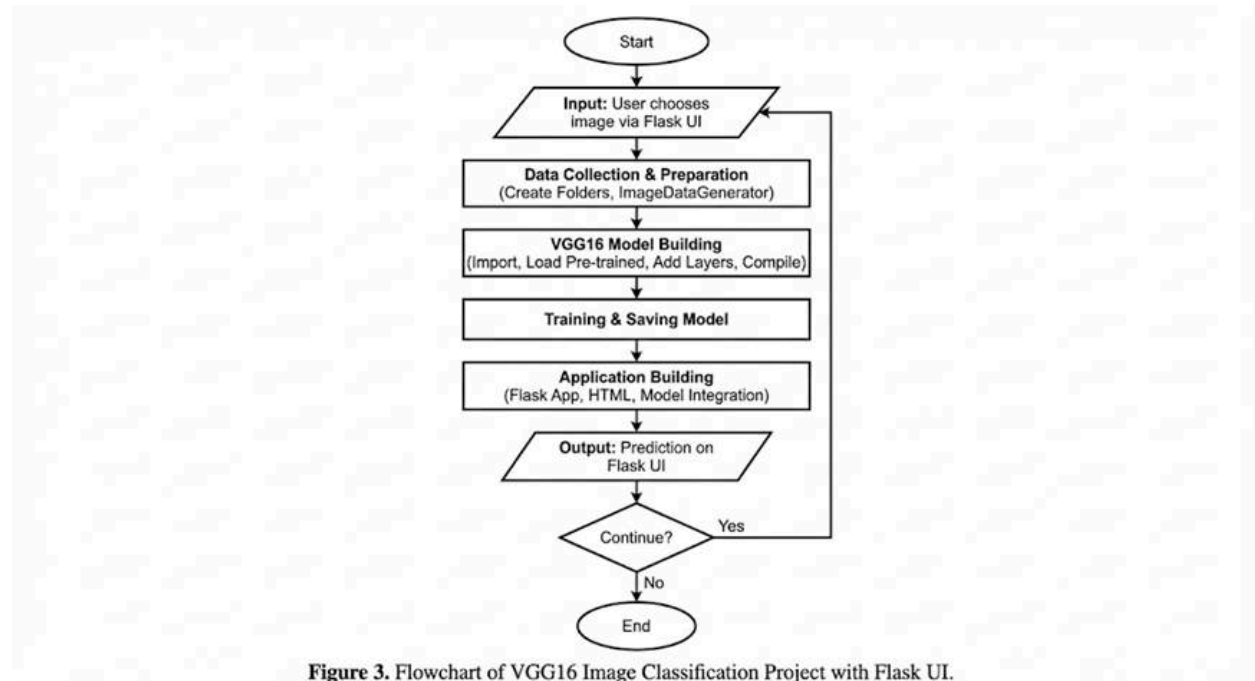 Start
Input: User chooses
image via Flask UI
Data Collection & Preparation
(Create Folders, ImageDataGenerator)
VGG16 Model Building
(Import, Load Pre-trained, Add Layers, Compile)
Training & Saving Model
Application Building
(Flask App, HTML, Model Integration)
Output: Prediction on
Flask UI
Continue?
Yes
No
End
Figure 3. Flowchart of VGG16 Image Classification Project with Flask UI.